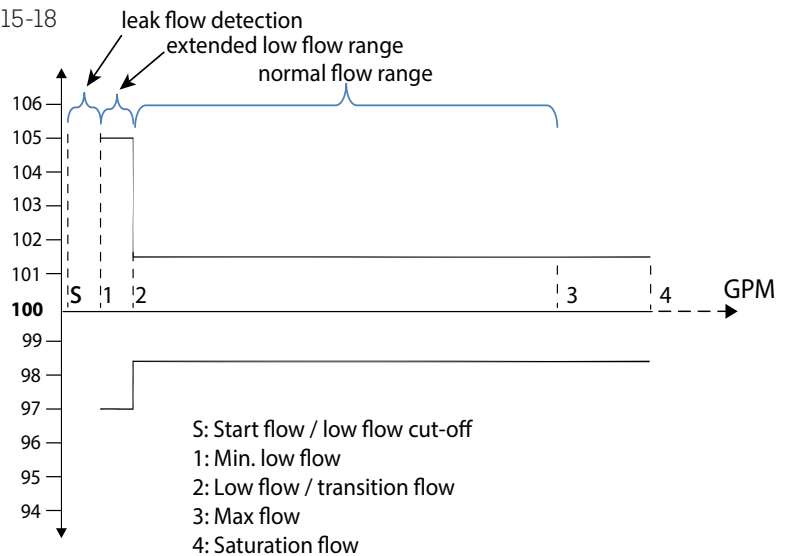 15-18
leak flow detection
extended low flow range
normal flow range
106
105
104
103
102
101
100
99
98
97
96
95
94
S 1 2 3 4 GPM
S: Start flow / low flow cut-off
1: Min. low flow
2: Low flow / transition flow
3: Max flow
4: Saturation flow